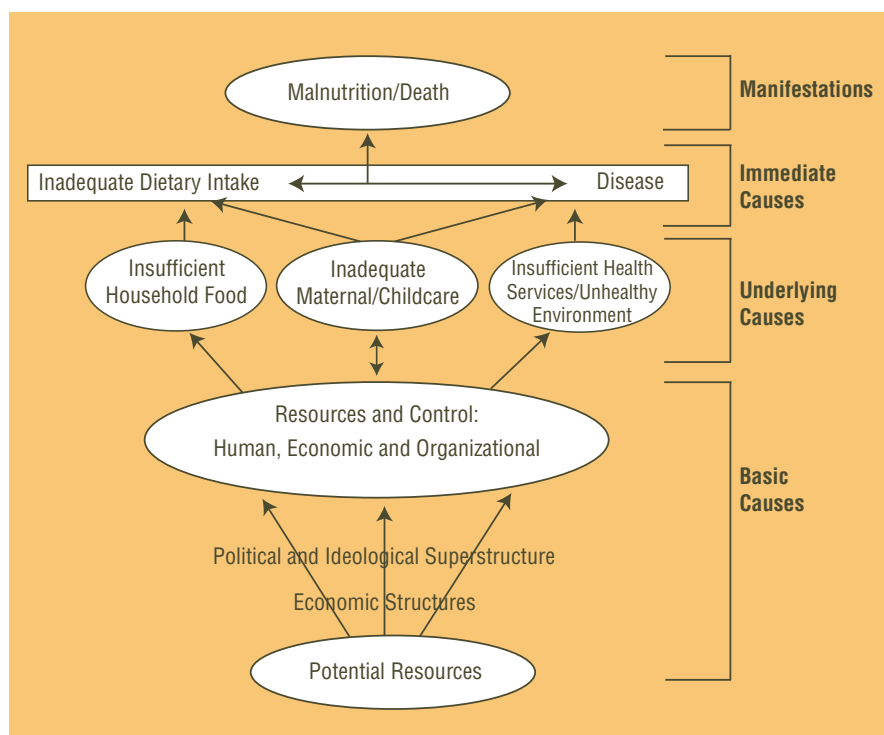 Malnutrition/Death
Manifestations
Inadequate Dietary Intake
Disease
Immediate
Causes
Insufficient
Household Food
Inadequate
Maternal/Childcare
Insufficient Health
Services/Unhealthy
Environment
Underlying
Causes
Resources and Control:
Human, Economic and Organizational
Basic
Causes
Political and Ideological Superstructure
Economic Structures
Potential Resources